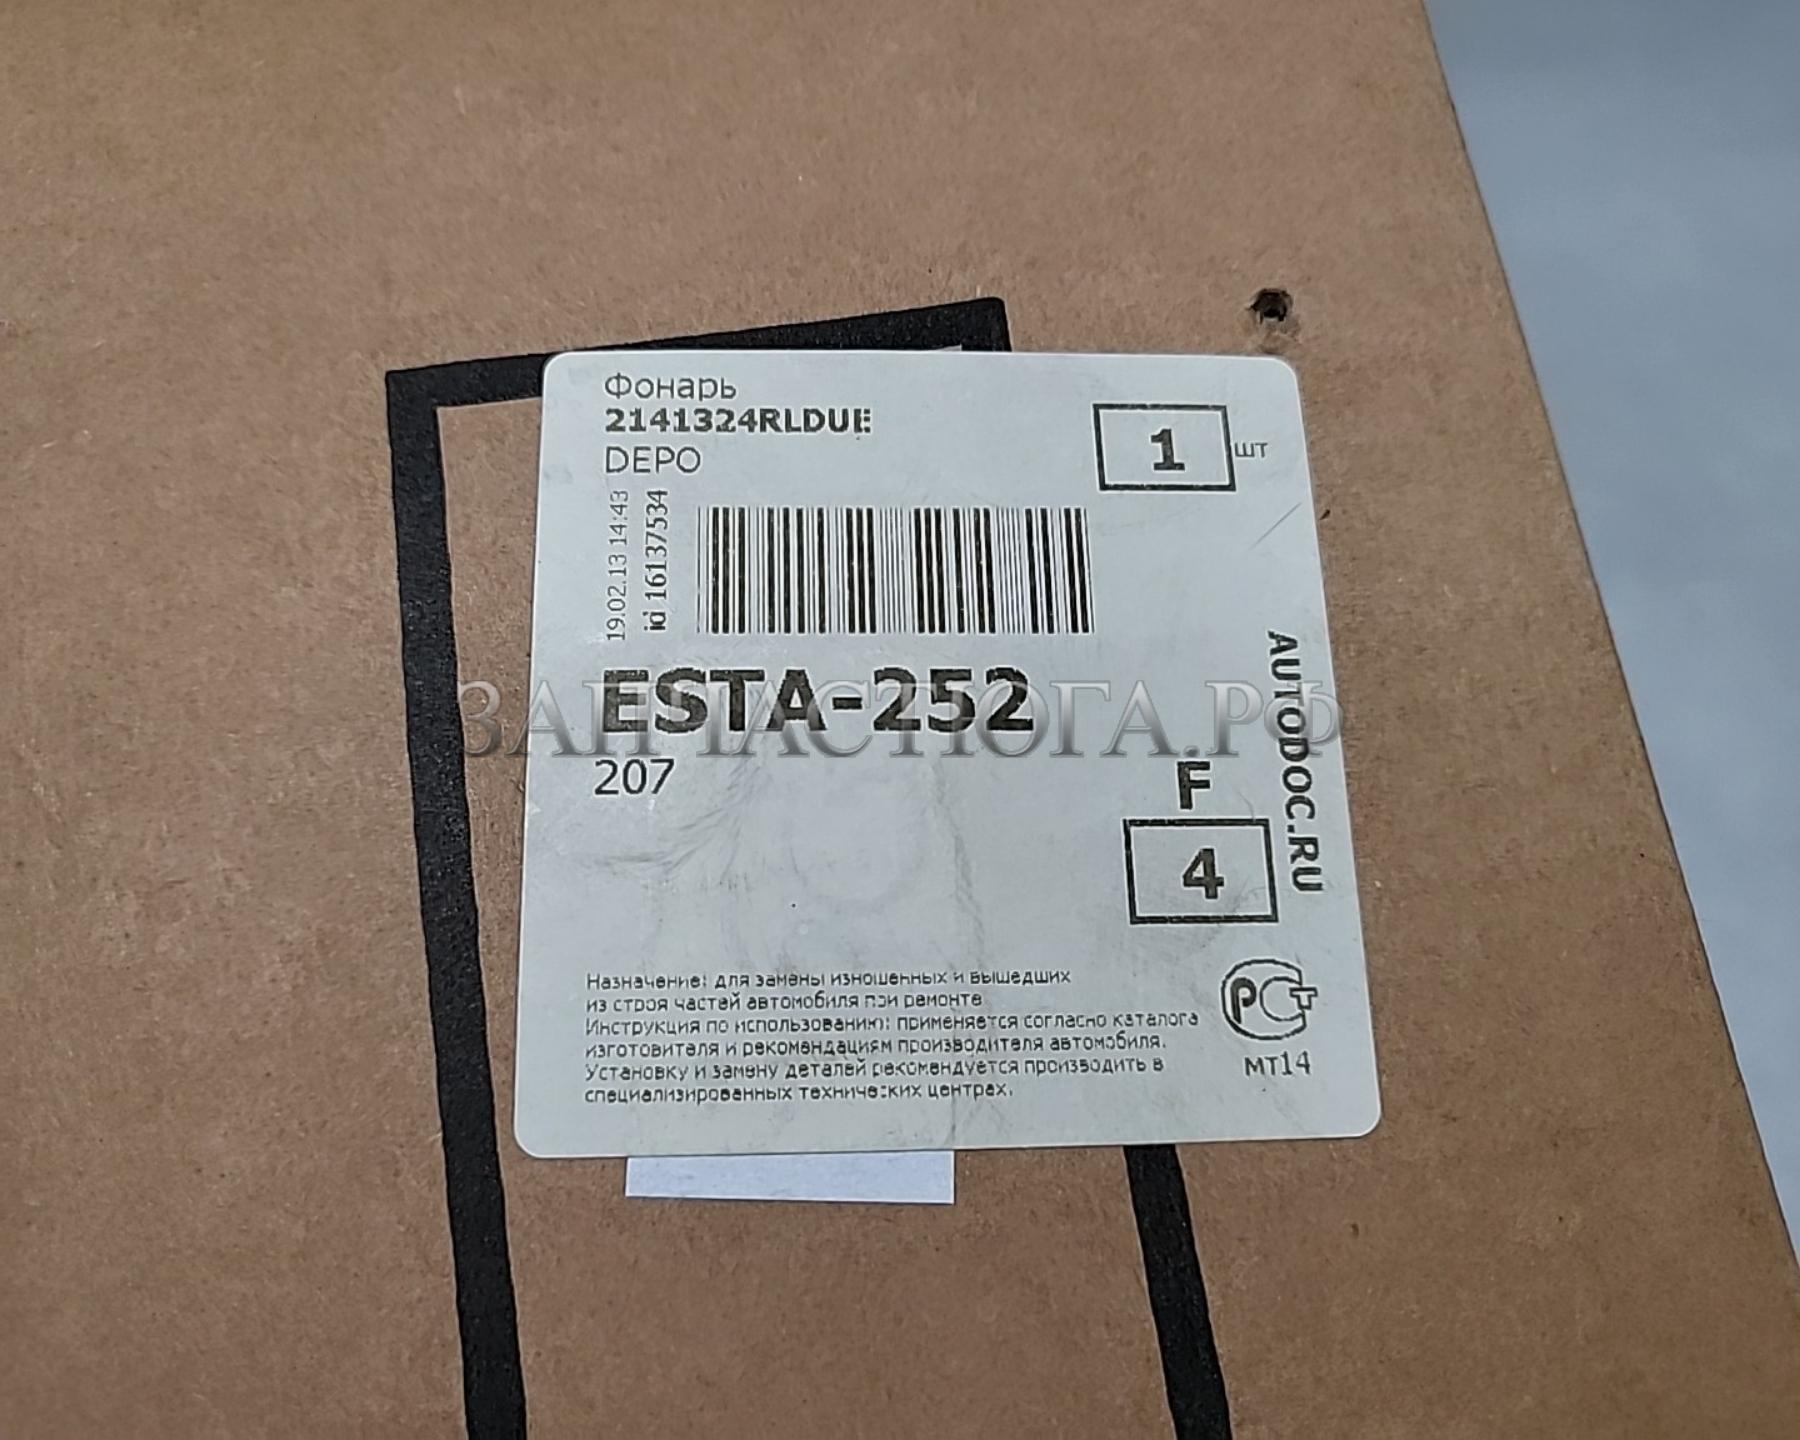 Фонарь
2141324RLDUE
DEPO
1 шт
19.02.13 14:43
id 16137534
ESTA-252
ЗАПЧАСТЮГА.РФ
207
F
4
AUTODOC.RU
Назначение: для замены изношенных и вышедших
из строя частей автомобиля при ремонте
Инструкция по использованию: применяется согласно каталога
изготовителя и рекомендациям производителя автомобиля.
Установку и замену деталей рекомендуется производить в
специализированных технических центрах.
РСТ
МТ14